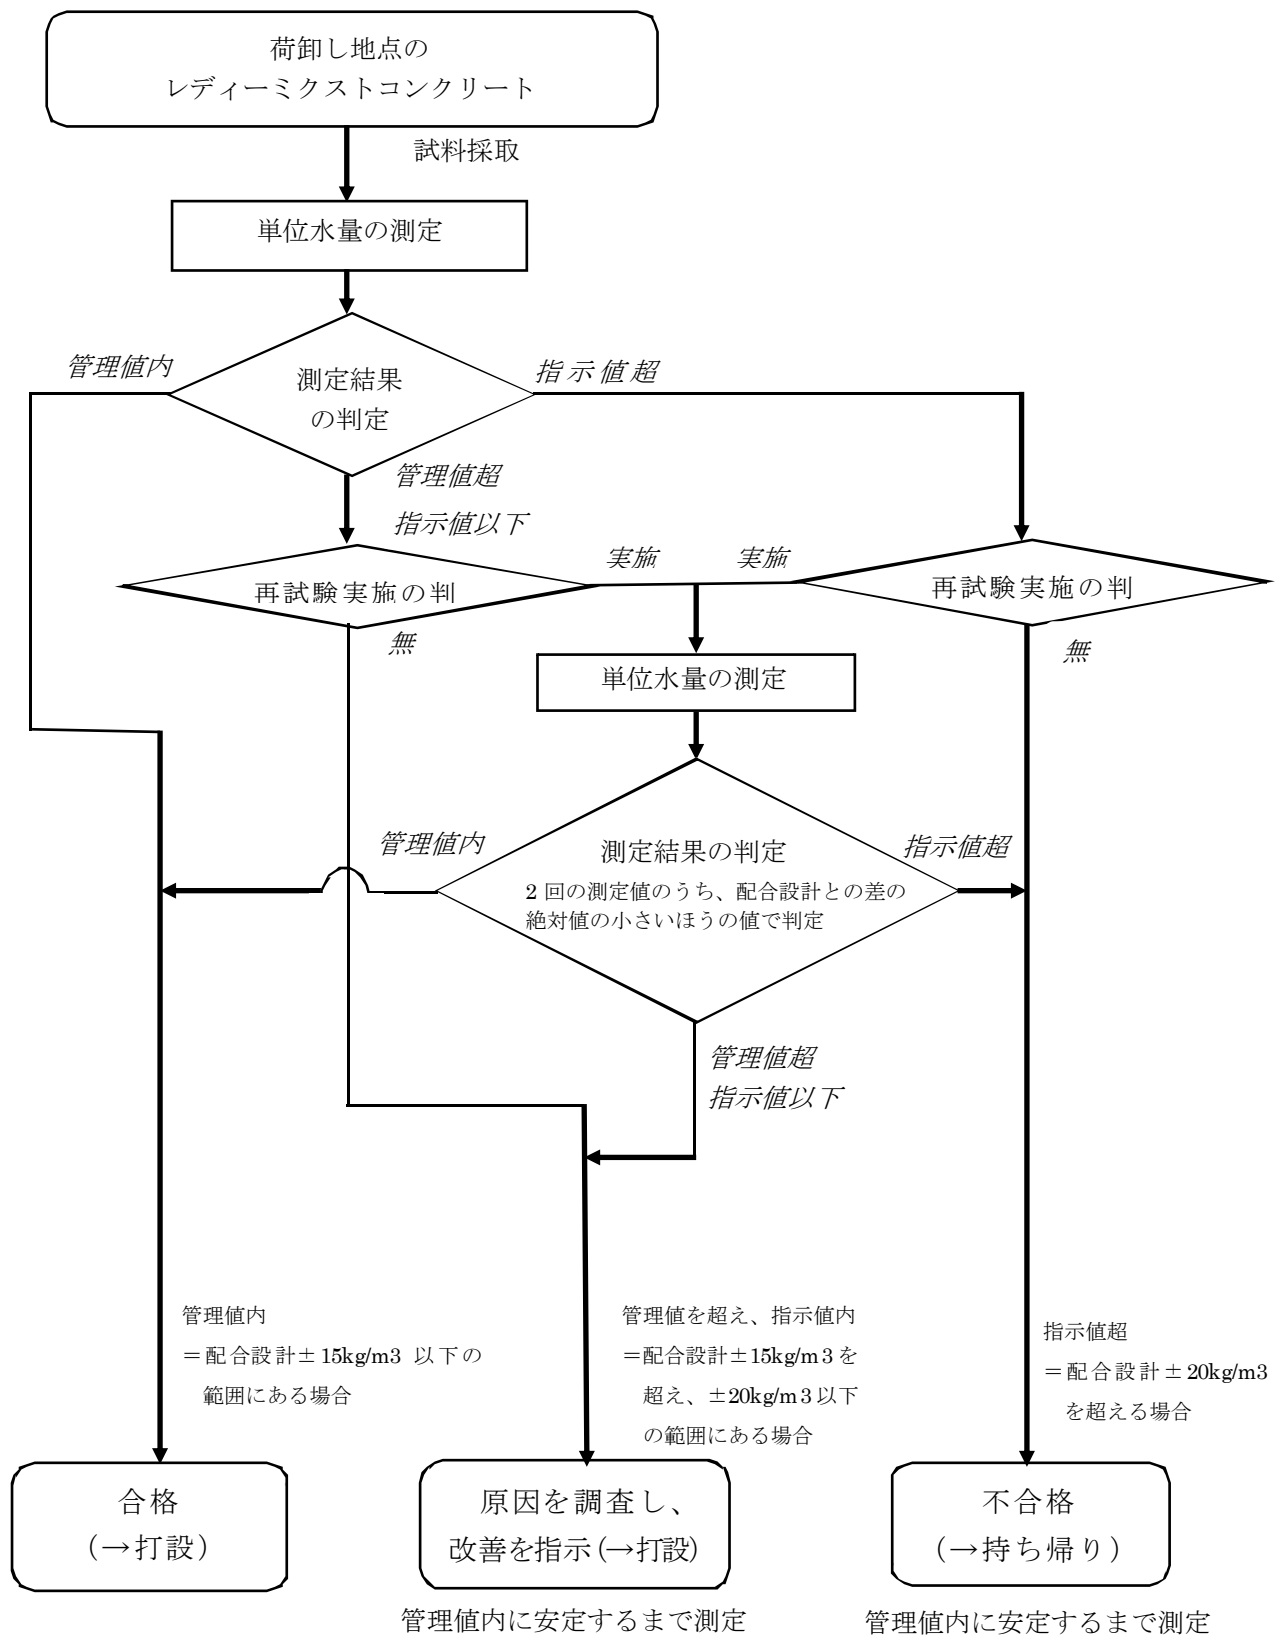 荷卸し地点の
レディーミクストコンクリート
試料採取
単位水量の測定
管理値内
測定結果
の判定
指示値超
管理値超
指示値以下
再試験実施の判
実施
実施
再試験実施の判
無
無
単位水量の測定
管理値内
測定結果の判定
2 回の測定値のうち、配合設計との差の
絶対値の小さいほうの値で判定
指示値超
管理値超
指示値以下
管理値内
＝配合設計±15kg/m3 以下の
範囲にある場合
管理値を超え、指示値内
＝配合設計±15kg/m3を
超え、±20kg/m3以下
の範囲にある場合
指示値超
＝配合設計±20kg/m3
を超える場合
合格
(→打設)
原因を調査し、
改善を指示(→打設)
不合格
(→持ち帰り)
管理値内に安定するまで測定
管理値内に安定するまで測定